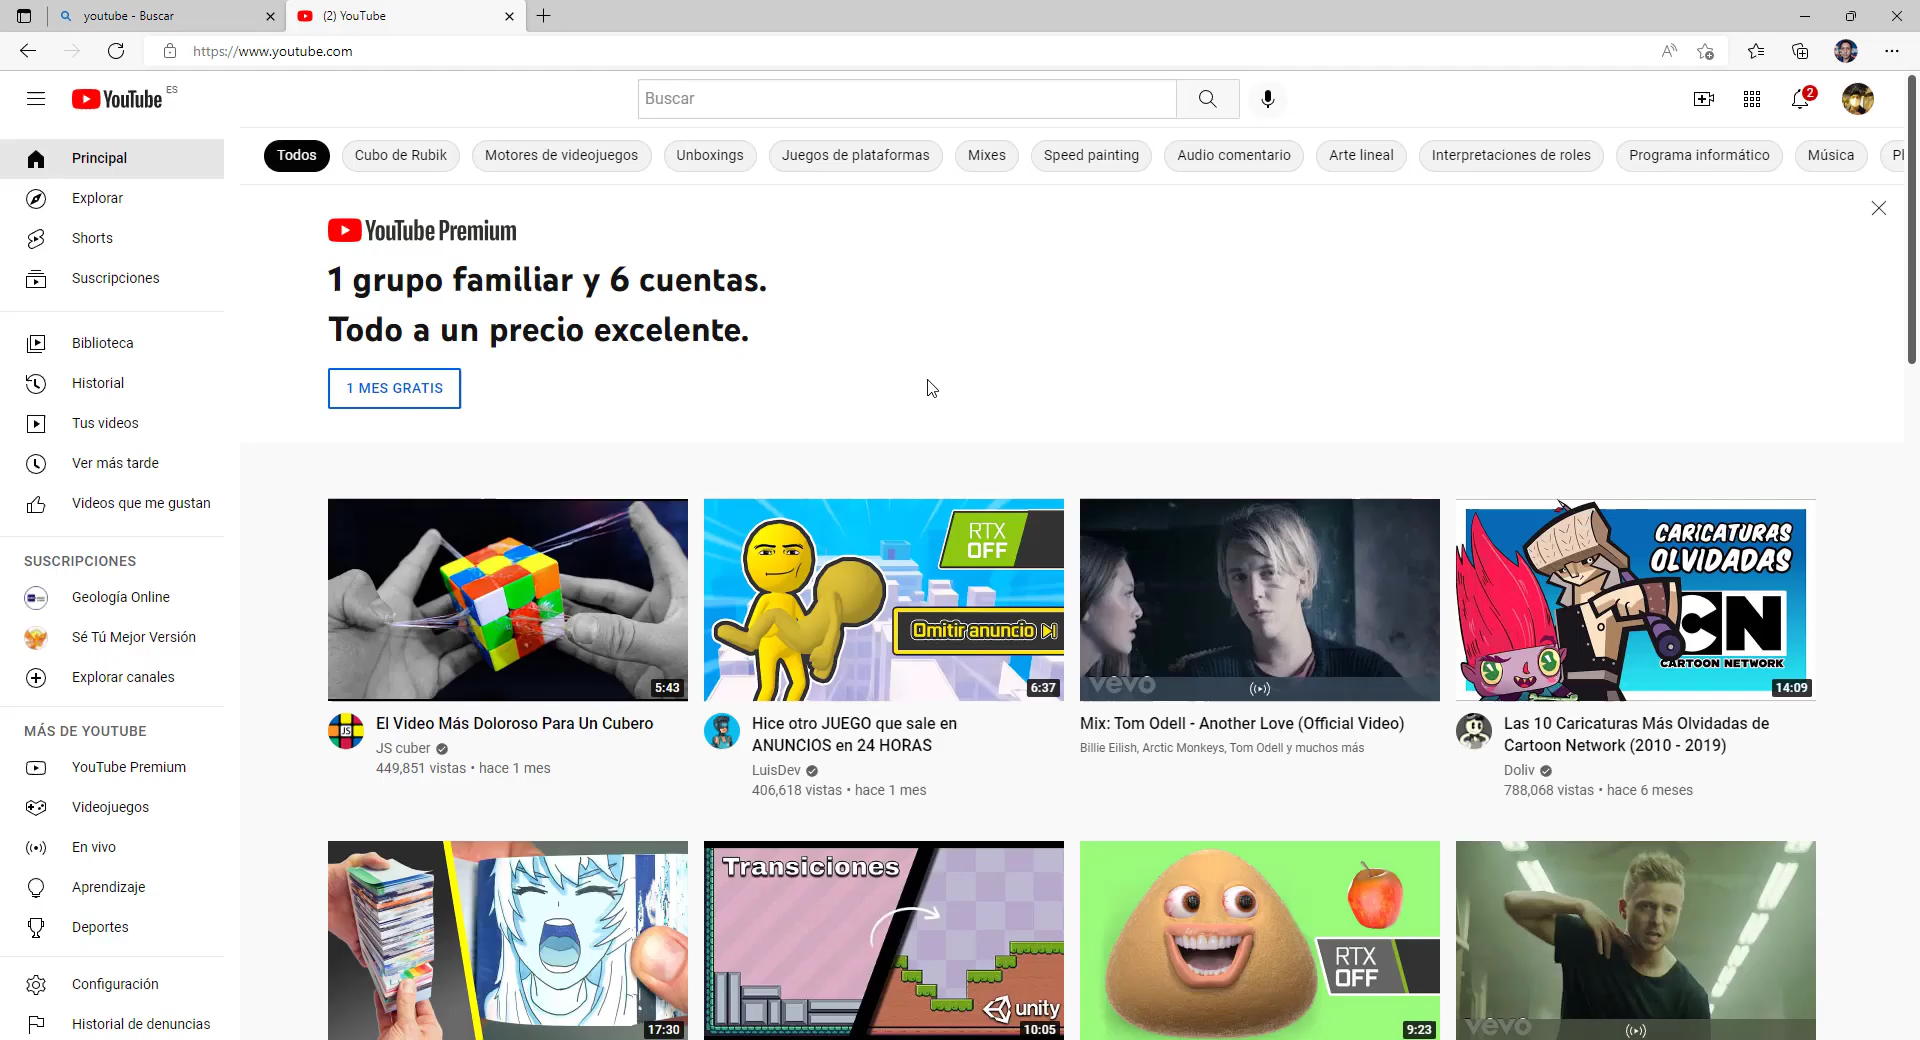 youtube - Buscar
(2) YouTube
https://www.youtube.com
YouTube ES
Buscar
2
Principal
Explorar
Shorts
Suscripciones
Biblioteca
Historial
Tus videos
Ver más tarde
Videos que me gustan
SUSCRIPCIONES
Geología Online
Sé Tú Mejor Versión
Explorar canales
MÁS DE YOUTUBE
YouTube Premium
Videojuegos
En vivo
Aprendizaje
Deportes
Configuración
Historial de denuncias
Todos
Cubo de Rubik
Motores de videojuegos
Unboxings
Juegos de plataformas
Mixes
Speed painting
Audio comentario
Arte lineal
Interpretaciones de roles
Programa informático
Música
YouTube Premium
1 grupo familiar y 6 cuentas.
Todo a un precio excelente.
1 MES GRATIS
5:43
El Video Más Doloroso Para Un Cubero
JS
JS cuber
449,851 vistas • hace 1 mes
RTX
OFF
Omitir anuncio
6:37
Hice otro JUEGO que sale en
ANUNCIOS en 24 HORAS
LuisDev
406,618 vistas • hace 1 mes
vevo
Mix: Tom Odell - Another Love (Official Video)
Billie Eilish, Arctic Monkeys, Tom Odell y muchos más
CARICATURAS
OLVIDADAS
CN
CARTOON NETWORK
14:09
Las 10 Caricaturas Más Olvidadas de
Cartoon Network (2010 - 2019)
Doliv
788,068 vistas • hace 6 meses
17:30
Transiciones
unity
10:05
RTX
OFF
9:23
vevo